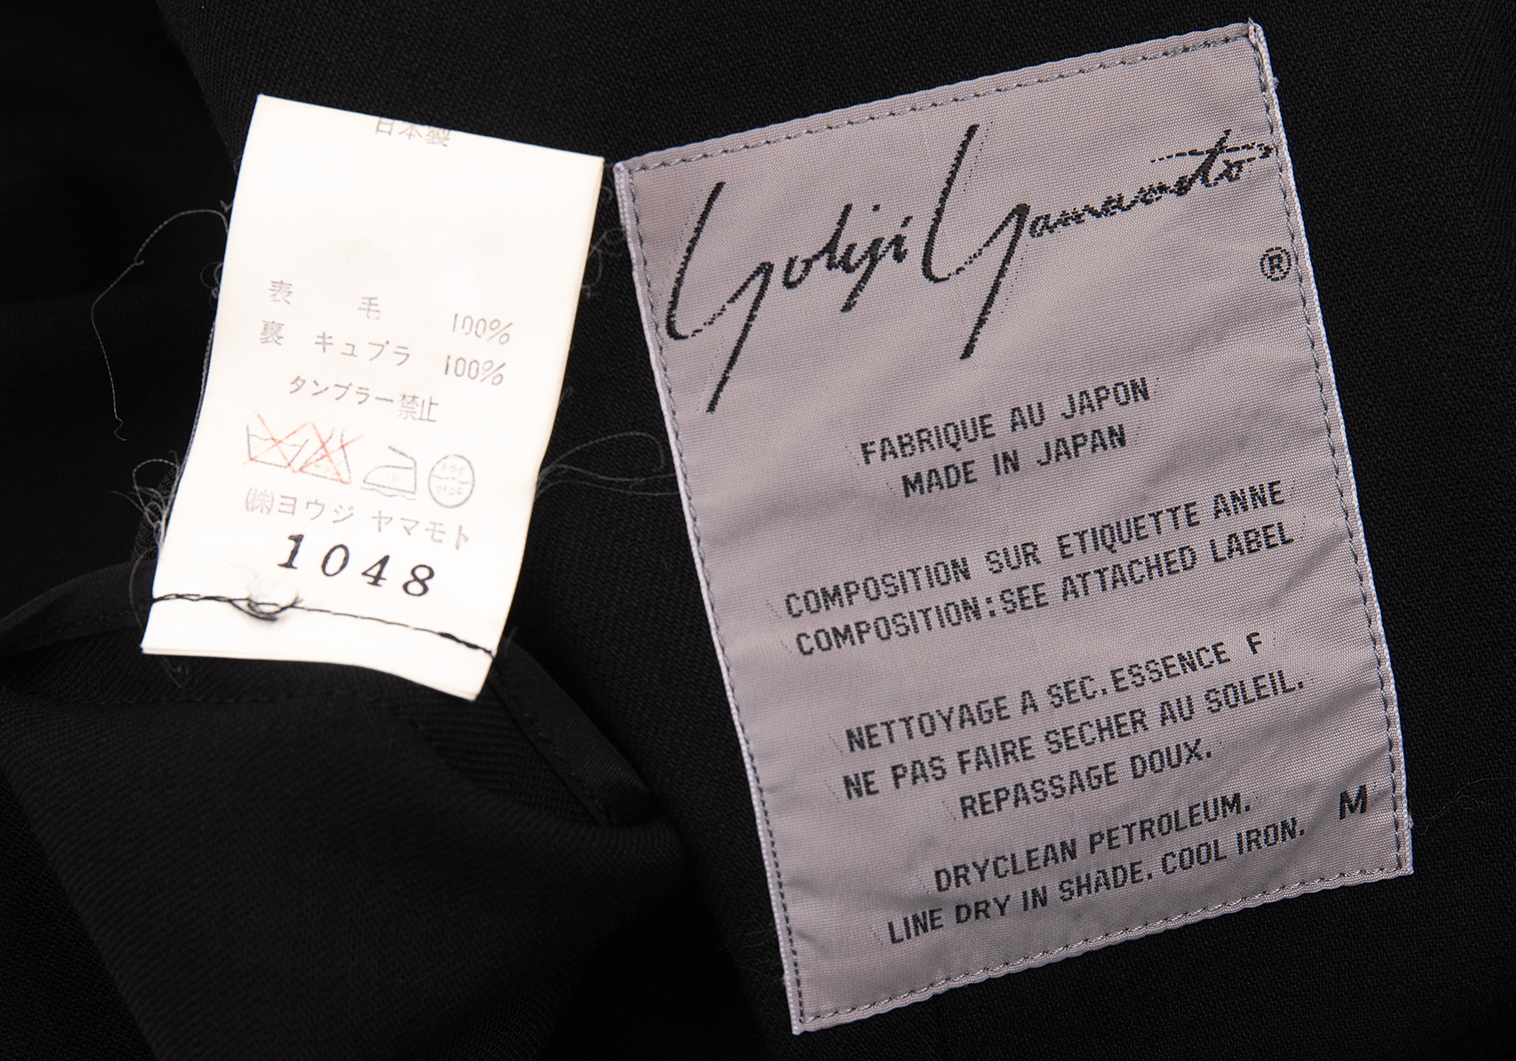 日本製
表 毛 100%
裏 キュプラ 100%
タンブラー禁止
ドライ
㈱ヨウジ ヤマモト
1048
Yohji Yamamoto
®
FABRIQUE AU JAPON
MADE IN JAPAN
COMPOSITION SUR ETIQUETTE ANNE
COMPOSITION:SEE ATTACHED LABEL
NETTOYAGE A SEC.ESSENCE F
NE PAS FAIRE SECHER AU SOLEIL.
REPASSAGE DOUX.
DRYCLEAN PETROLEUM.
LINE DRY IN SHADE. COOL IRON.
M